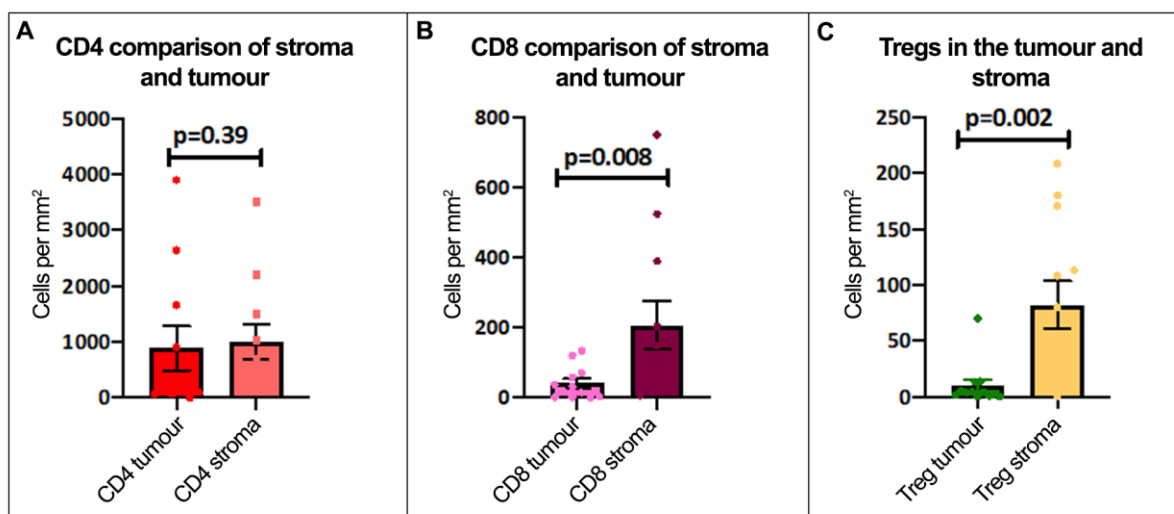 A
CD4 comparison of stroma
and tumour
5000
4000
3000
2000
1000
0
Cells per mm²
p=0.39
CD4 tumour
CD4 stroma
B
CD8 comparison of stroma
and tumour
800
600
400
200
0
Cells per mm²
p=0.008
CD8 tumour
CD8 stroma
C
Tregs in the tumour and
stroma
250
200
150
100
50
0
Cells per mm²
p=0.002
Treg tumour
Treg stroma